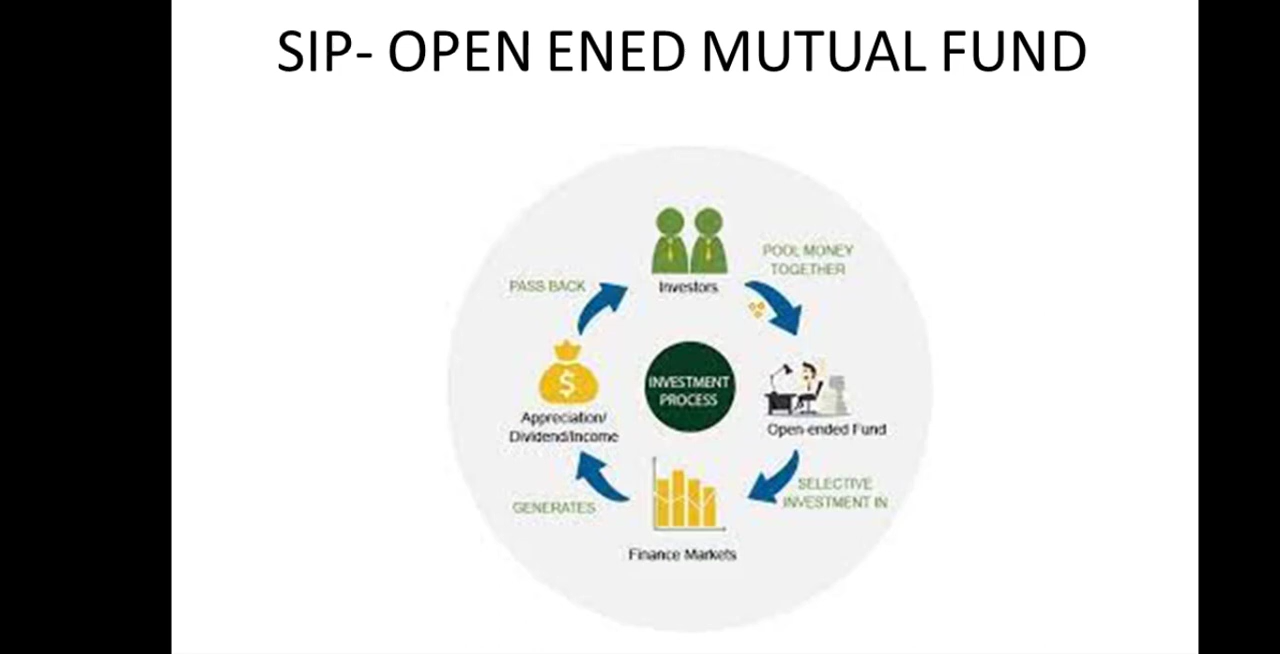 SIP- OPEN ENED MUTUAL FUND
POOL MONEY
TOGETHER
Investors
PASS BACK
INVESTMENT
PROCESS
$
Open-ended Fund
Appreciation/
Dividend/Income
SELECTIVE
INVESTMENT IN
GENERATES
Finance Markets